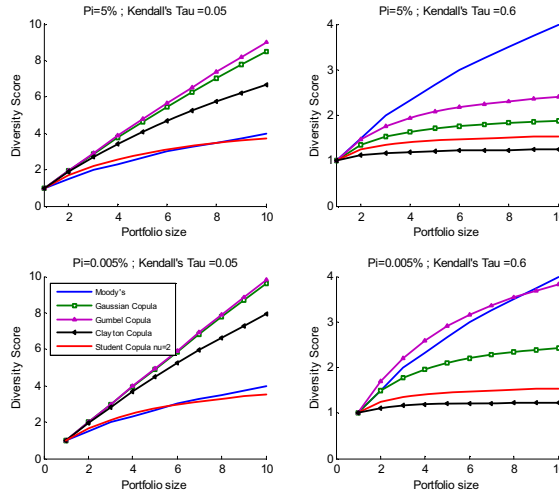 Pi=5% ; Kendall's Tau =0.05
Diversity Score
10
8
6
4
2
0
2
4
6
8
10
Portfolio size
Pi=5% ; Kendall's Tau =0.6
Diversity Score
4
3
2
1
0
0
2
4
6
8
10
Portfolio size
Pi=0.005% ; Kendall's Tau =0.05
Diversity Score
10
8
6
4
2
0
Moody's
Gaussian Copula
Gumbel Copula
Clayton Copula
Student Copula nu=2
0
2
4
6
8
10
Portfolio size
Pi=0.005% ; Kendall's Tau =0.6
Diversity Score
4
3
2
1
0
0
2
4
6
8
10
Portfolio size